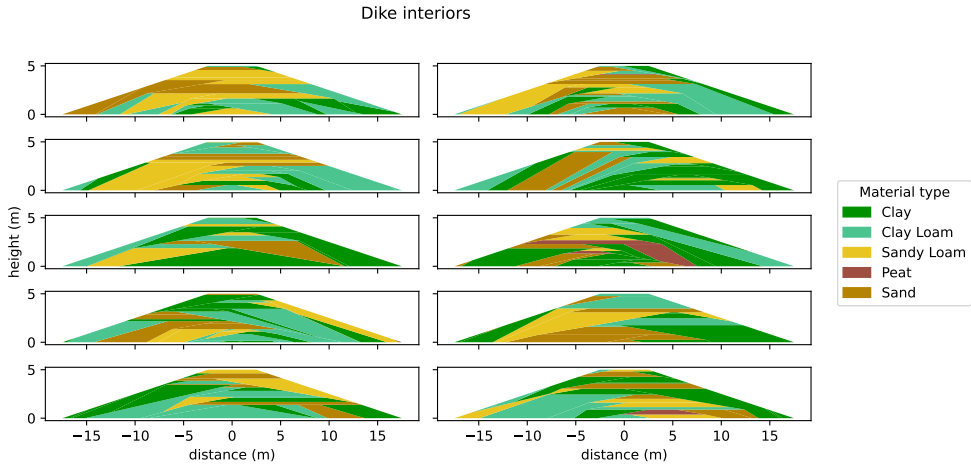 Dike interiors
5
0
5
0
5
0
5
0
5
0
height (m)
−15 −10 −5 0 5 10 15
−15 −10 −5 0 5 10 15
distance (m)
distance (m)
Material type
Clay
Clay Loam
Sandy Loam
Peat
Sand